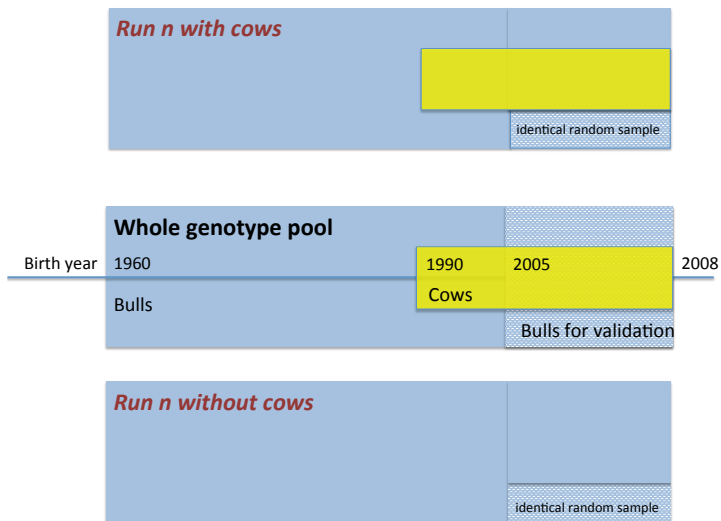 Run n with cows
identical random sample
Whole genotype pool
Birth year 1960 1990 2005 2008
Cows
Bulls
Bulls for validation
Run n without cows
identical random sample